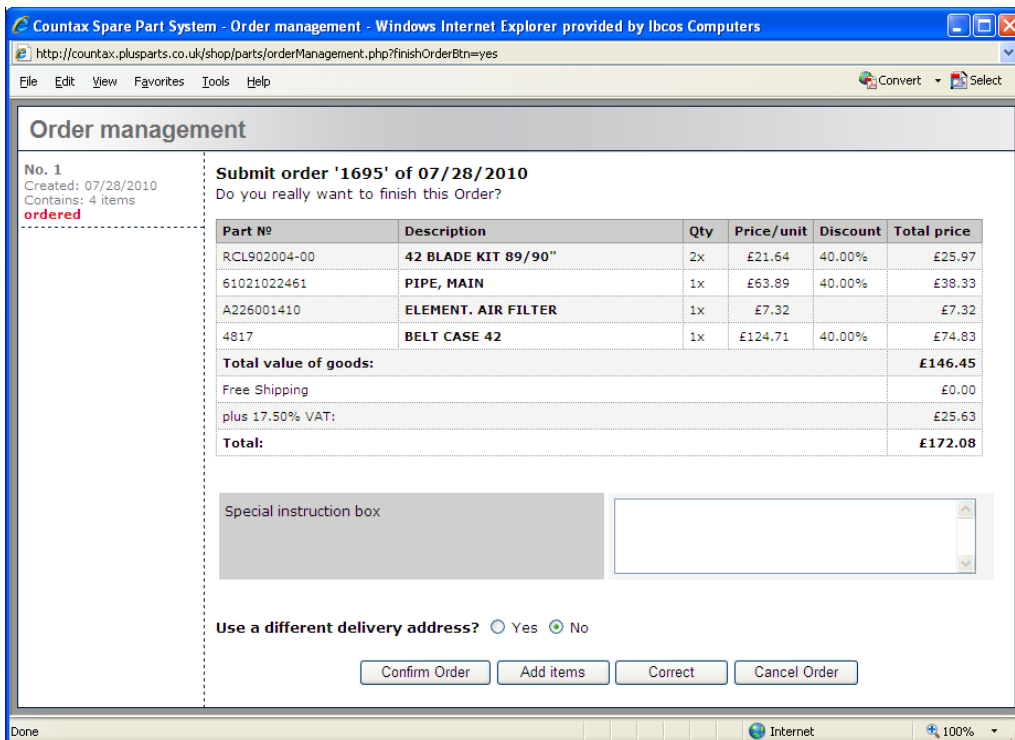 Countax Spare Part System - Order management - Windows Internet Explorer provided by Ibcos Computers
http://countax.plusparts.co.uk/shop/parts/orderManagement.php?finishOrderBtn=yes
File Edit View Favorites Tools Help Convert Select
Order management
No. 1
Created: 07/28/2010
Contains: 4 items
ordered
Submit order '1695' of 07/28/2010
Do you really want to finish this Order?
Part Nº Description Qty Price/unit Discount Total price
RCL902004-00 42 BLADE KIT 89/90" 2x £21.64 40.00% £25.97
61021022461 PIPE, MAIN 1x £63.89 40.00% £38.33
A226001410 ELEMENT. AIR FILTER 1x £7.32 £7.32
4817 BELT CASE 42 1x £124.71 40.00% £74.83
Total value of goods: £146.45
Free Shipping £0.00
plus 17.50% VAT: £25.63
Total: £172.08
Special instruction box
Use a different delivery address? Yes No
Confirm Order Add items Correct Cancel Order
Done Internet 100%